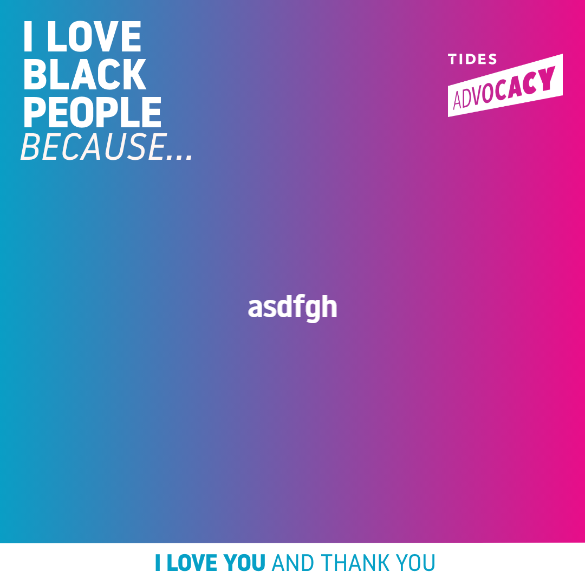 I LOVE
BLACK
PEOPLE
BECAUSE...
TIDES
ADVOCACY
asdfgh
I LOVE YOU AND THANK YOU